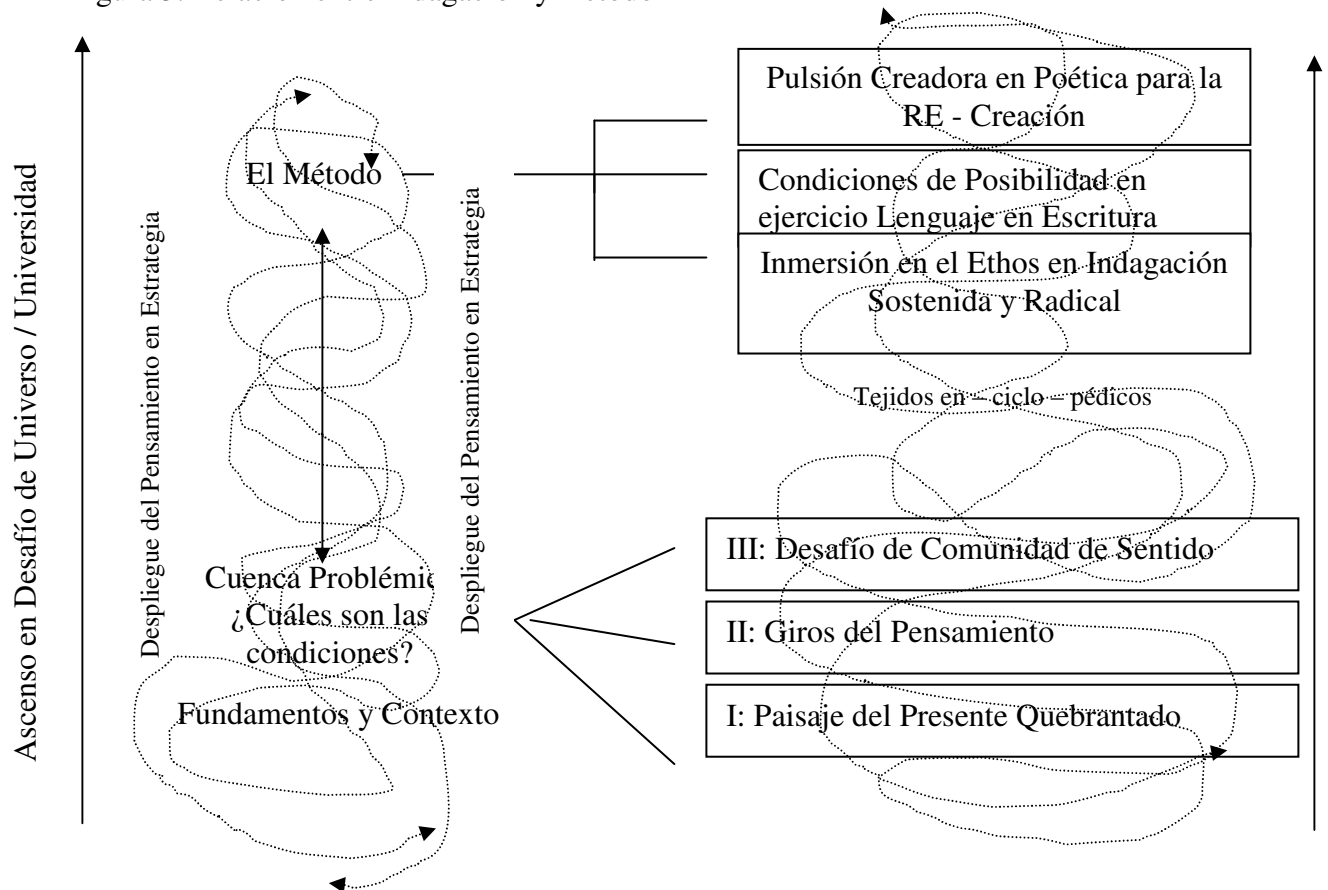 Ascenso en Desafío de Universo / Universidad
Despliegue del Pensamiento en Estrategia
El Método
Despliegue del Pensamiento en Estrategia
Pulsión Creadora en Poética para la
RE - Creación
Condiciones de Posibilidad en
ejercicio Lenguaje en Escritura
Inmersión en el Ethos en Indagación
Sostenida y Radical
Tejidos en – ciclo – pédicos
Cuenca Problémic
¿Cuáles son las
condiciones?
Fundamentos y Contexto
III: Desafío de Comunidad de Sentido
II: Giros del Pensamiento
I: Paisaje del Presente Quebrantado